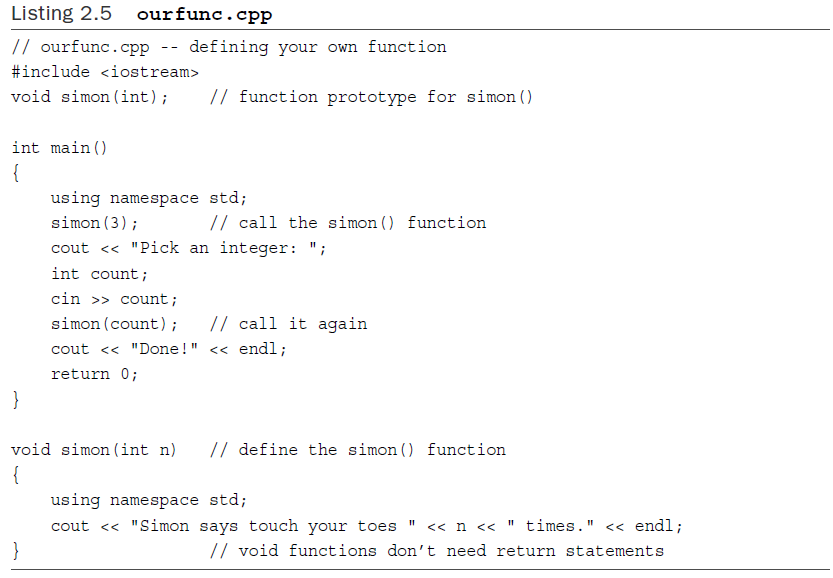 Listing 2.5 ourfunc.cpp
// ourfunc.cpp -- defining your own function
#include <iostream>
void simon(int);    // function prototype for simon()

int main()
{
    using namespace std;
    simon(3);       // call the simon() function
    cout << "Pick an integer: ";
    int count;
    cin >> count;
    simon(count);   // call it again
    cout << "Done!" << endl;
    return 0;
}

void simon(int n)   // define the simon() function
{
    using namespace std;
    cout << "Simon says touch your toes " << n << " times." << endl;
}                   // void functions don’t need return statements